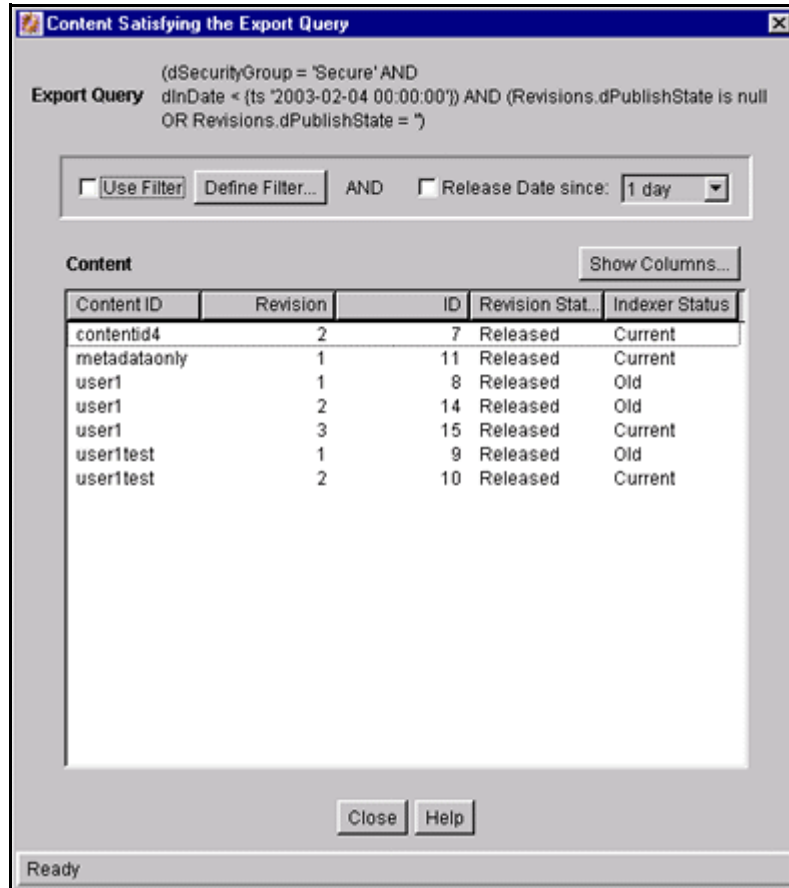 Content Satisfying the Export Query
(dSecurityGroup = 'Secure' AND
Export Query dInDate < {ts '2003-02-04 00:00:00'}) AND (Revisions.dPublishState is null
OR Revisions.dPublishState = '')
Use Filter Define Filter... AND Release Date since: 1 day
Content Show Columns...
Content ID Revision ID Revision Stat... Indexer Status
contentid4 2 7 Released Current
metadataonly 1 11 Released Current
user1 1 8 Released Old
user1 2 14 Released Old
user1 3 15 Released Current
user1test 1 9 Released Old
user1test 2 10 Released Current
Close Help
Ready